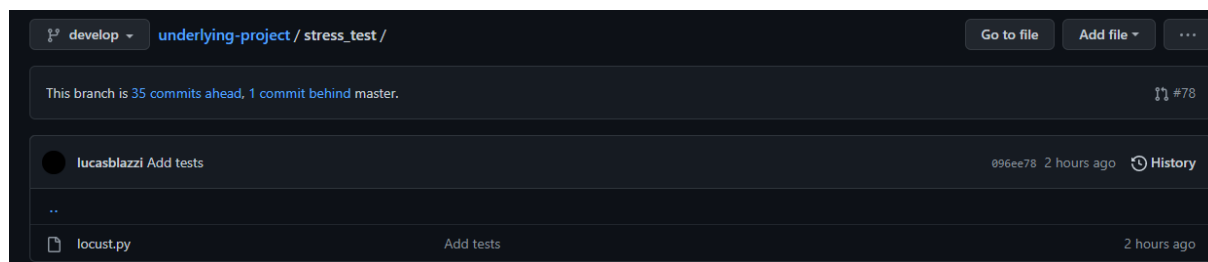 develop underlying-project / stress_test / Go to file Add file ...
This branch is 35 commits ahead, 1 commit behind master. #78
lucasblazzi Add tests 096ee78 2 hours ago History
..
locust.py Add tests 2 hours ago